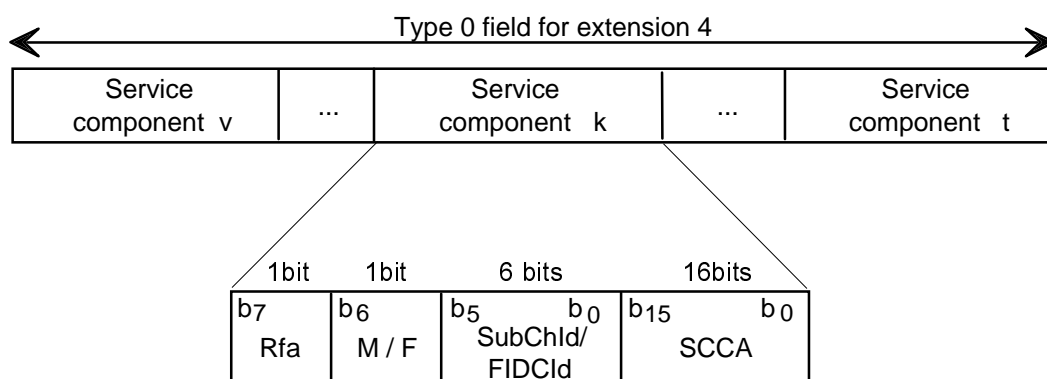 Type 0 field for extension 4
Service component v
...
Service component k
...
Service component t
1bit 1bit 6 bits 16bits
b7 b6 b5 b0 b15 b0
Rfa M / F SubChId/ FIDCId SCCA